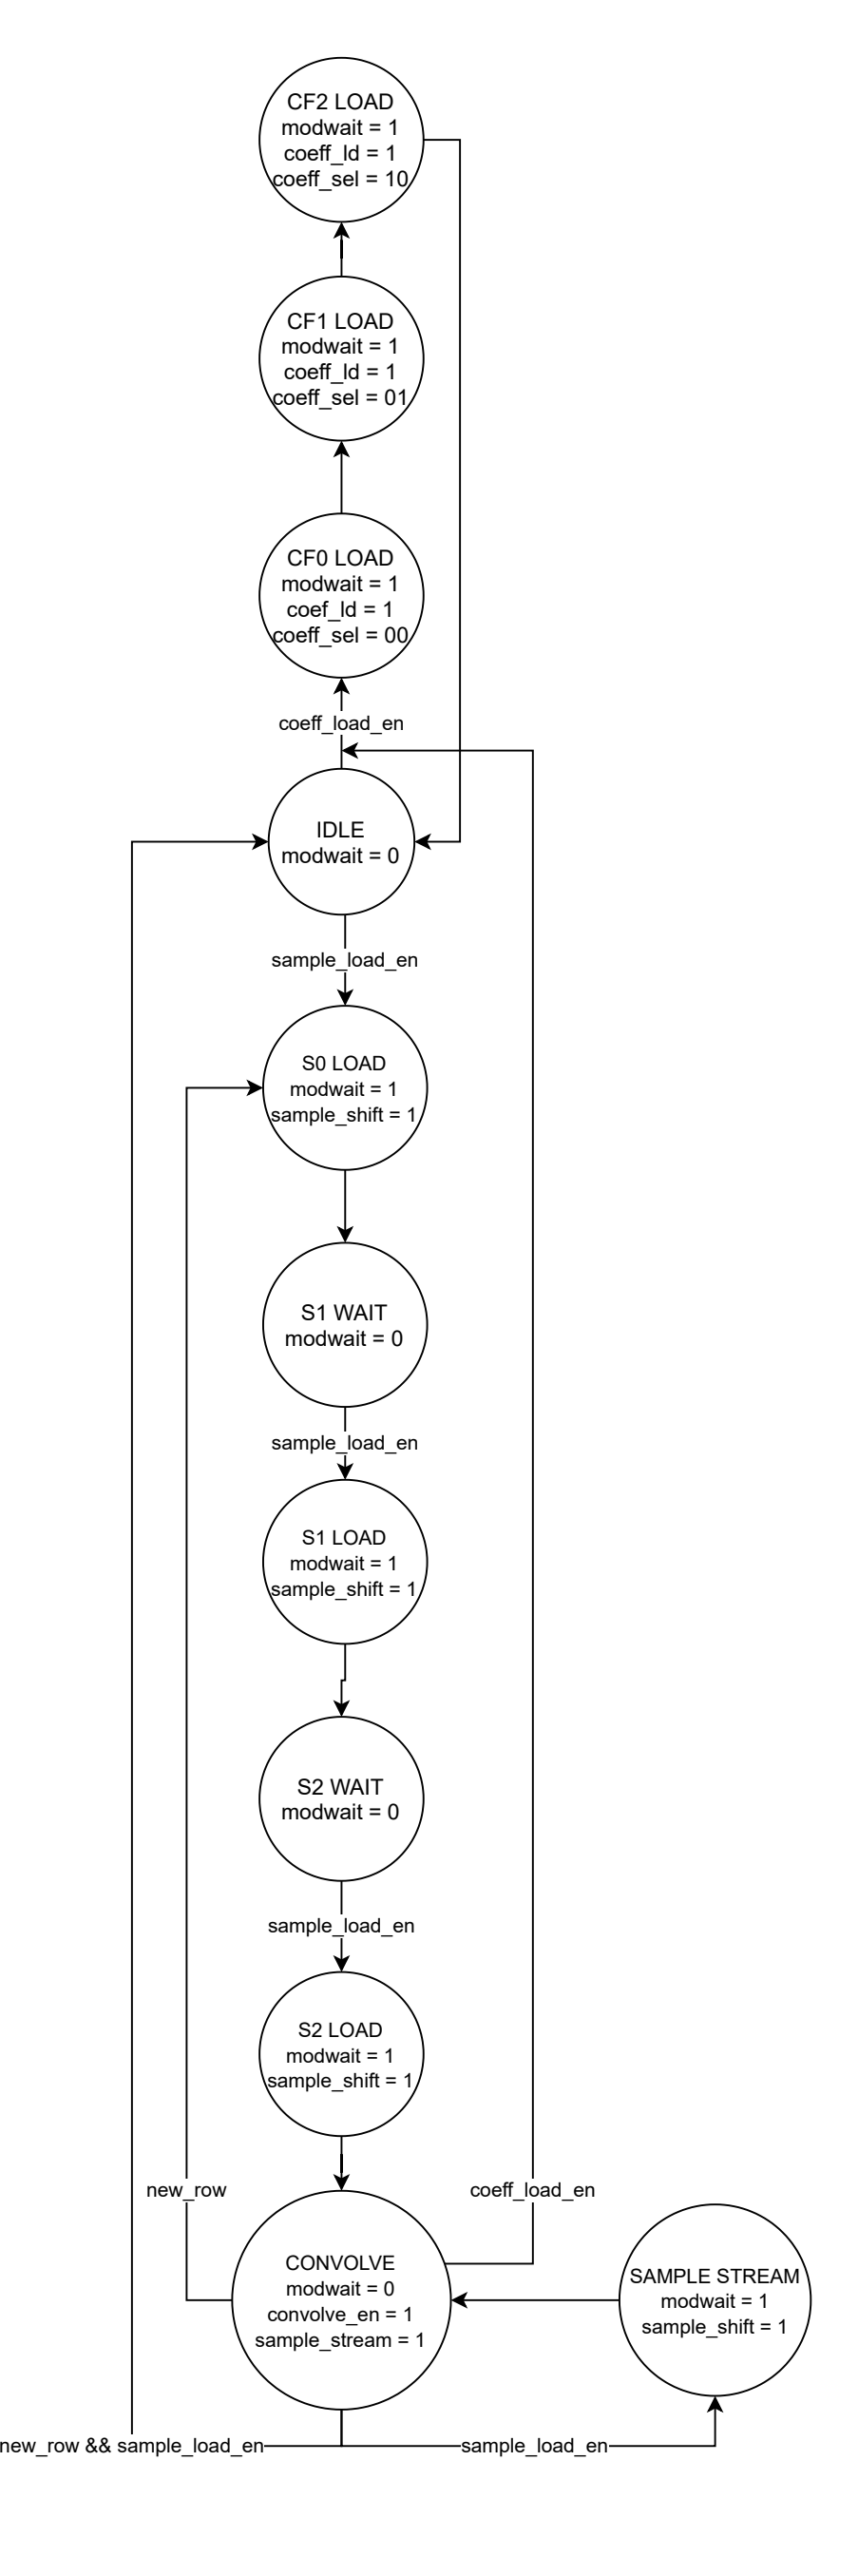 CF2 LOAD
modwait = 1
coeff_ld = 1
coeff_sel = 10
CF1 LOAD
modwait = 1
coeff_ld = 1
coeff_sel = 01
CF0 LOAD
modwait = 1
coef_ld = 1
coeff_sel = 00
coeff_load_en
IDLE
modwait = 0
sample_load_en
S0 LOAD
modwait = 1
sample_shift = 1
S1 WAIT
modwait = 0
sample_load_en
S1 LOAD
modwait = 1
sample_shift = 1
S2 WAIT
modwait = 0
sample_load_en
S2 LOAD
modwait = 1
sample_shift = 1
new_row
coeff_load_en
CONVOLVE
modwait = 0
convolve_en = 1
sample_stream = 1
SAMPLE STREAM
modwait = 1
sample_shift = 1
new_row && sample_load_en
sample_load_en